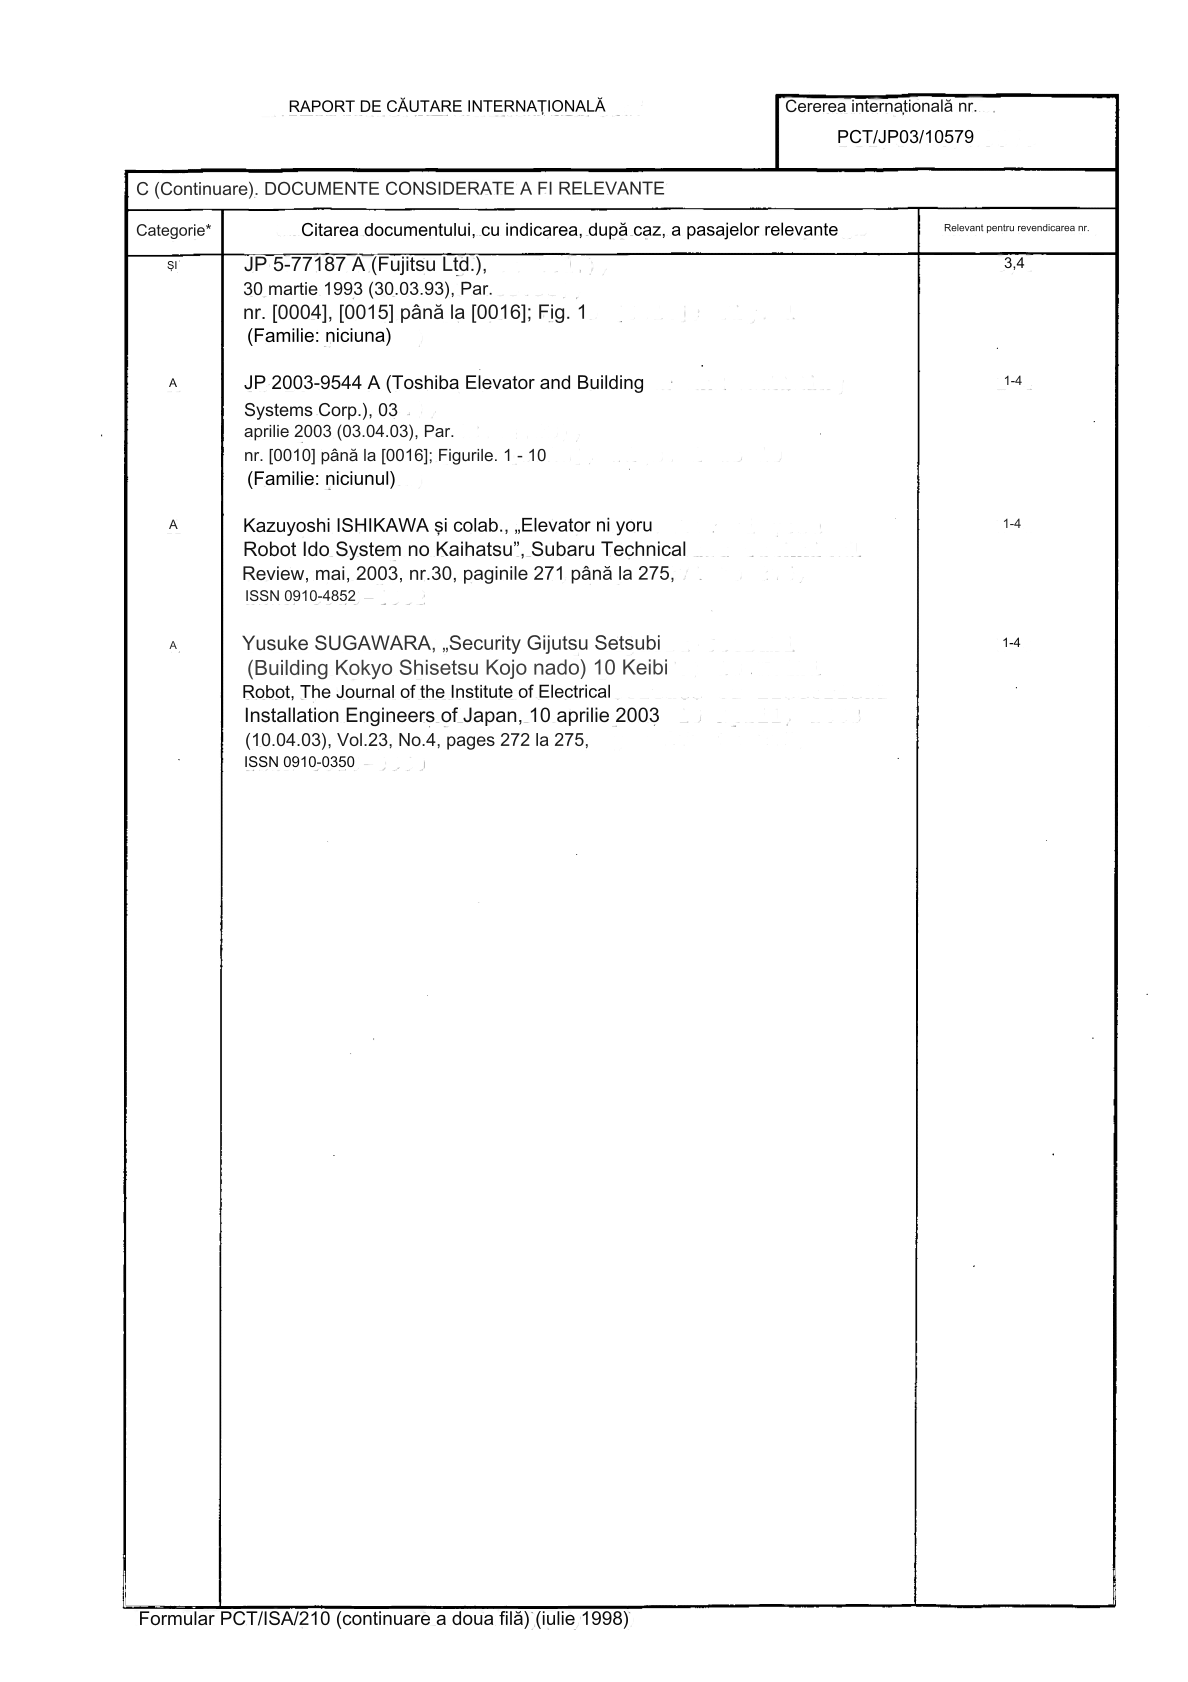 RAPORT DE CĂUTARE INTERNAȚIONALĂ
Cererea internațională nr.
PCT/JP03/10579
C (Continuare). DOCUMENTE CONSIDERATE A FI RELEVANTE
Categorie*
Citarea documentului, cu indicarea, după caz, a pasajelor relevante
Relevant pentru revendicarea nr.
ȘI
JP 5-77187 A (Fujitsu Ltd.),
3,4
30 martie 1993 (30.03.93), Par.
nr. [0004], [0015] până la [0016]; Fig. 1
(Familie: niciuna)
A
JP 2003-9544 A (Toshiba Elevator and Building
1-4
Systems Corp.), 03
aprilie 2003 (03.04.03), Par.
nr. [0010] până la [0016]; Figurile. 1 - 10
(Familie: niciunul)
A
Kazuyoshi ISHIKAWA și colab., „Elevator ni yoru
1-4
Robot Ido System no Kaihatsu”, Subaru Technical
Review, mai, 2003, nr.30, paginile 271 până la 275,
ISSN 0910-4852
A
Yusuke SUGAWARA, „Security Gijutsu Setsubi
1-4
(Building Kokyo Shisetsu Kojo nado) 10 Keibi
Robot, The Journal of the Institute of Electrical
Installation Engineers of Japan, 10 aprilie 2003
(10.04.03), Vol.23, No.4, pages 272 la 275,
ISSN 0910-0350
Formular PCT/ISA/210 (continuare a doua filă) (iulie 1998)